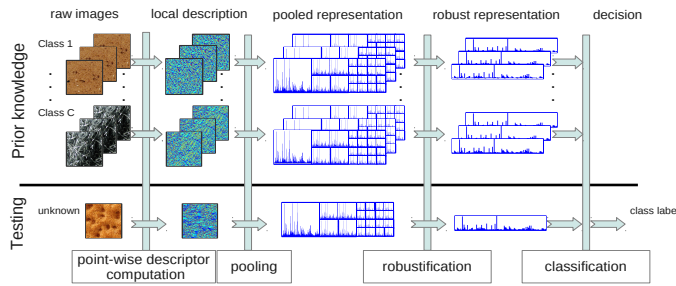 raw images
local description
pooled representation
robust representation
decision
Prior knowledge
Class 1
Class C
Testing
unknown
class label
point-wise descriptor
computation
pooling
robustification
classification